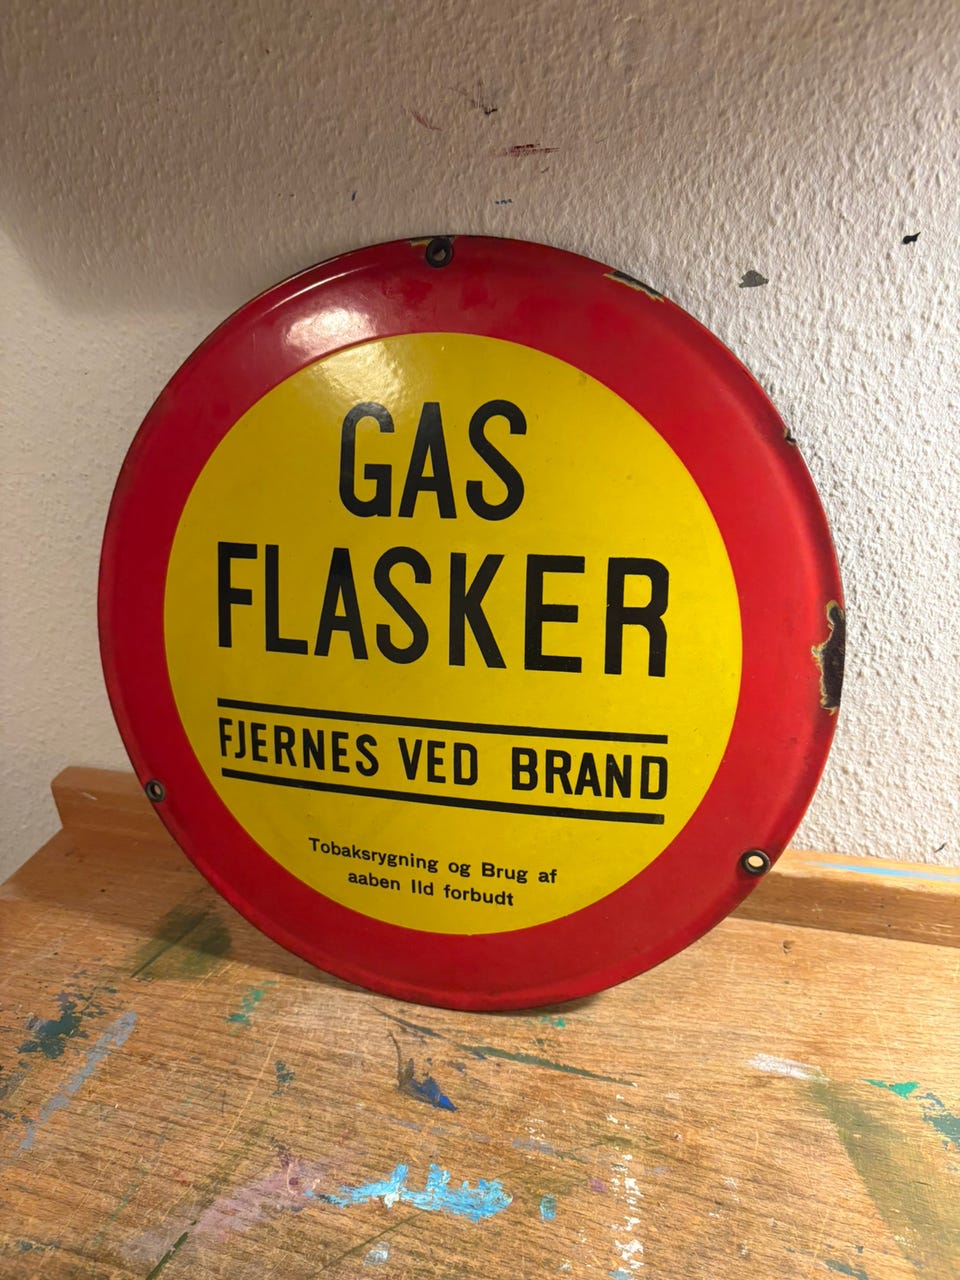 GAS
FLASKER
FJERNES VED BRAND
Tobaksrygning og Brug af
aaben Ild forbudt